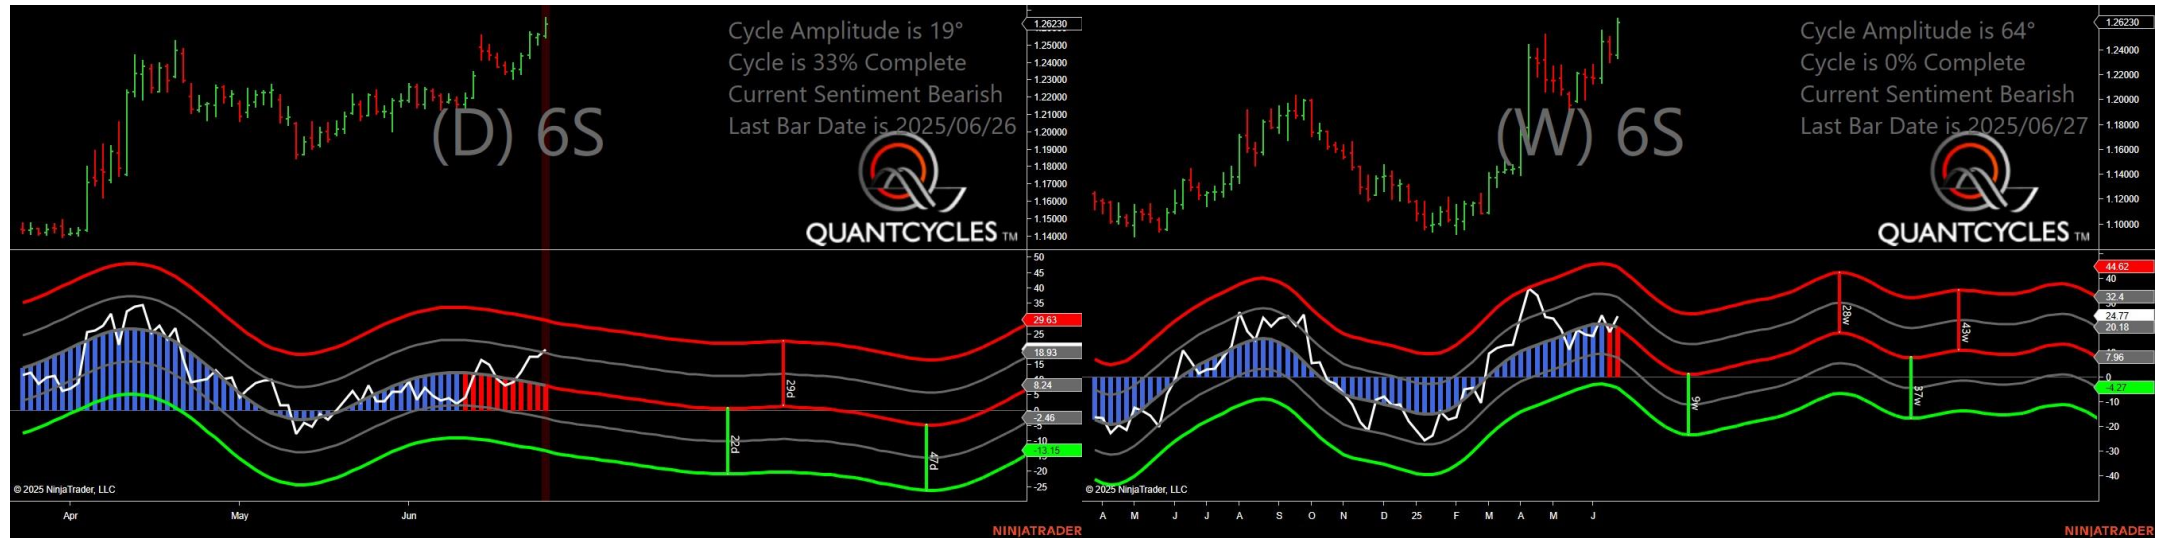 Cycle Amplitude is 19°
Cycle is 33% Complete
Current Sentiment Bearish
Last Bar Date is 2025/06/26
(D) 6S
QUANTCYCLES TM
1.26230
1.25000
1.24000
1.23000
1.22000
1.21000
1.20000
1.19000
1.18000
1.17000
1.16000
1.15000
1.14000
50
45
40
35
29.63
25
18.93
15
8.24
5
-2.46
-5
-10
-13.15
-20
-25
29d
22d
47d
© 2025 NinjaTrader, LLC
Apr May Jun
NINJATRADER
Cycle Amplitude is 64°
Cycle is 0% Complete
Current Sentiment Bearish
Last Bar Date is 2025/06/27
(W) 6S
QUANTCYCLES TM
1.26230
1.24000
1.22000
1.20000
1.18000
1.16000
1.14000
1.12000
1.10000
44.62
40
32.4
24.77
20.18
7.96
0
-4.27
-10
-20
-30
-40
28w
43w
9w
37w
© 2025 NinjaTrader, LLC
A M J J A S O N D 25 F M A M J
NINJATRADER